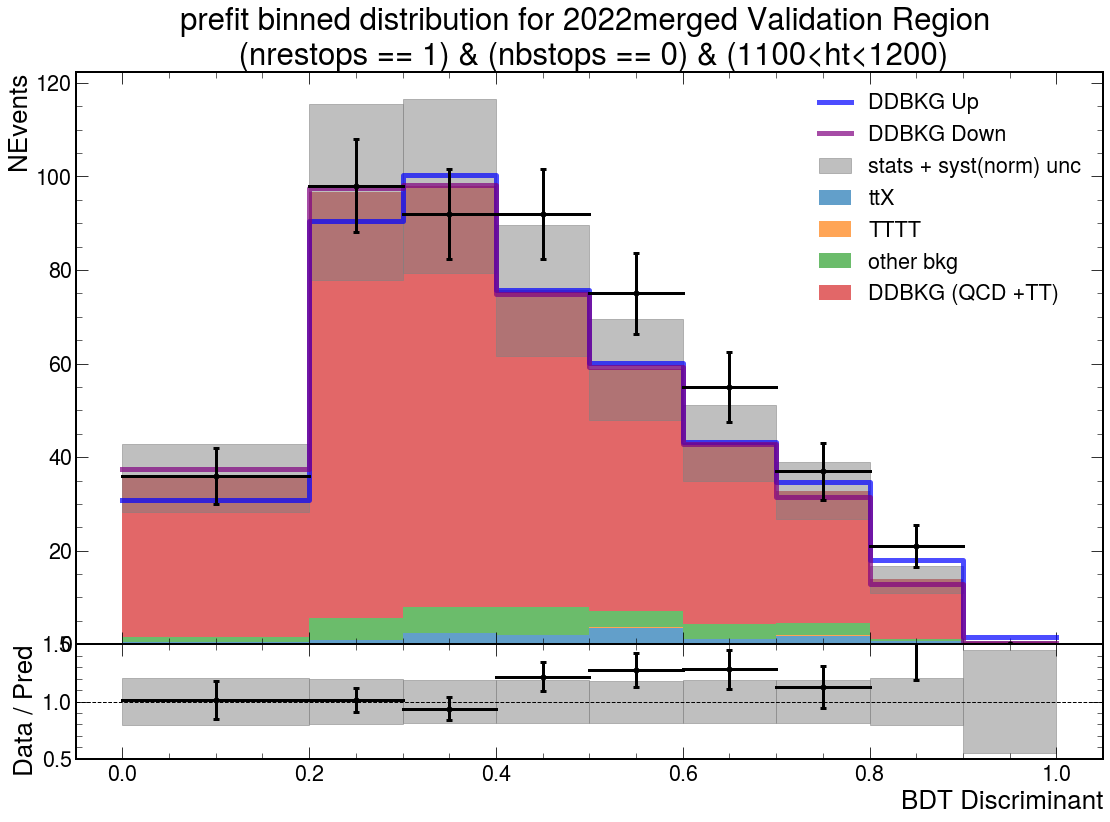 prefit binned distribution for 2022merged Validation Region
(nrestops == 1) & (nbstops == 0) & (1100<ht<1200)
NEvents
120
100
80
60
40
20
0
DDBKG Up
DDBKG Down
stats + syst(norm) unc
ttX
TTTT
other bkg
DDBKG (QCD +TT)
Data / Pred
1.5
1.0
0.5
0.0 0.2 0.4 0.6 0.8 1.0
BDT Discriminant